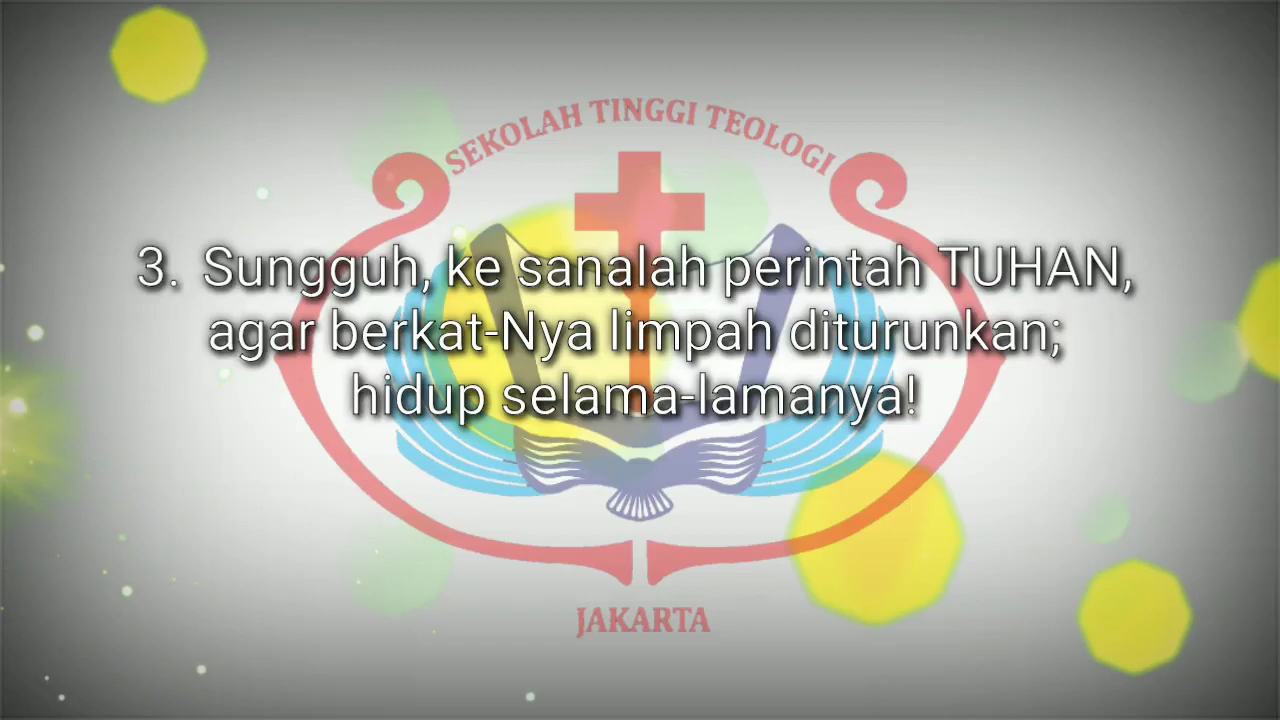 SEKOLAH TINGGI TEOLOGI
3. Sungguh, ke sanalah perintah TUHAN,
agar berkat-Nya limpah diturunkan;
hidup selama-lamanya!
JAKARTA